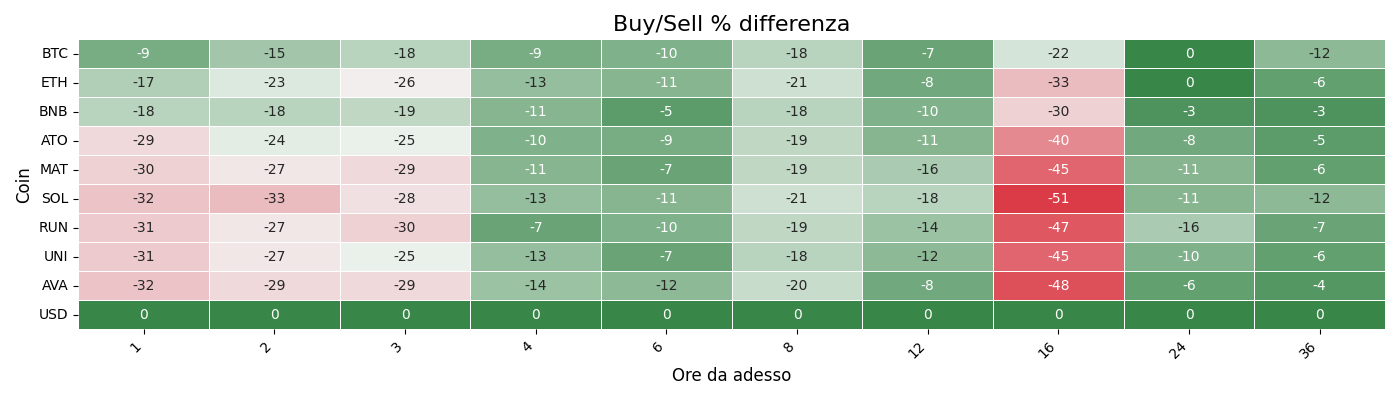 Buy/Sell % differenza
Coin
BTC -9 -15 -18 -9 -10 -18 -7 -22 0 -12
ETH -17 -23 -26 -13 -11 -21 -8 -33 0 -6
BNB -18 -18 -19 -11 -5 -18 -10 -30 -3 -3
ATO -29 -24 -25 -10 -9 -19 -11 -40 -8 -5
MAT -30 -27 -29 -11 -7 -19 -16 -45 -11 -6
SOL -32 -33 -28 -13 -11 -21 -18 -51 -11 -12
RUN -31 -27 -30 -7 -10 -19 -14 -47 -16 -7
UNI -31 -27 -25 -13 -7 -18 -12 -45 -10 -6
AVA -32 -29 -29 -14 -12 -20 -8 -48 -6 -4
USD 0 0 0 0 0 0 0 0 0 0
1 2 3 4 6 8 12 16 24 36
Ore da adesso